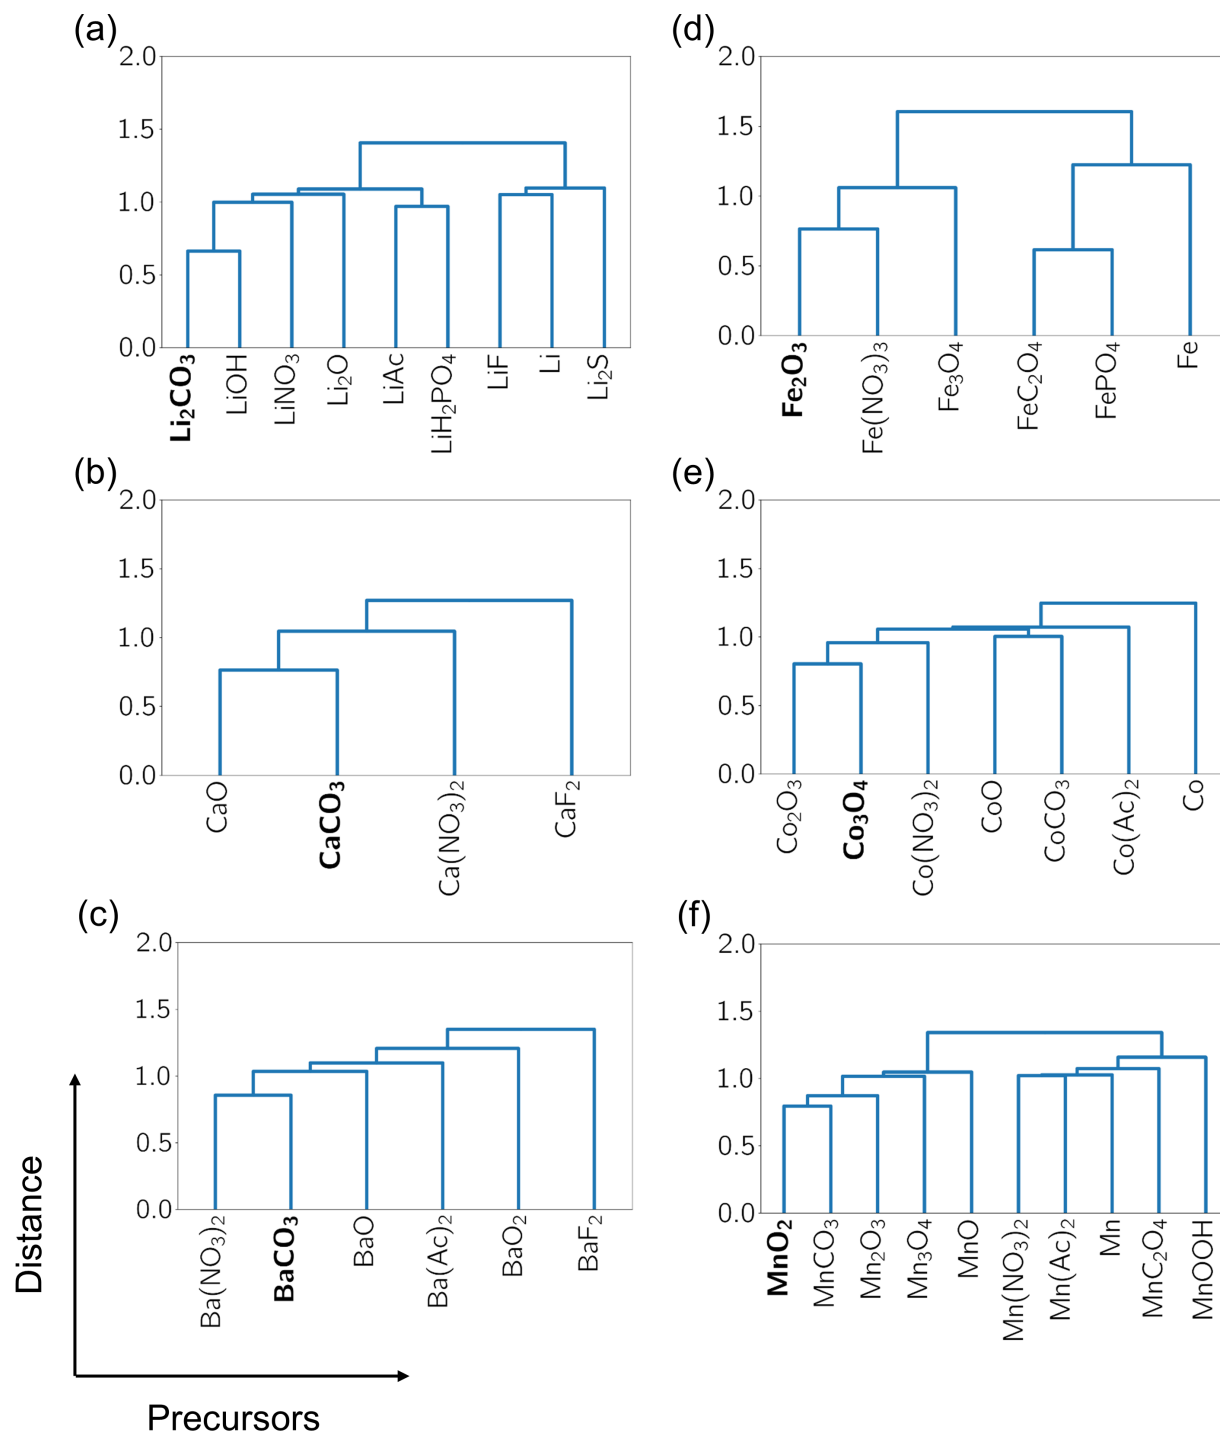 (a)
2.0
1.5
1.0
0.5
0.0
Li₂CO₃
LiOH
LiNO₃
Li₂O
LiAc
LiH₂PO₄
LiF
Li
Li₂S
(b)
2.0
1.5
1.0
0.5
0.0
CaO
CaCO₃
Ca(NO₃)₂
CaF₂
(c)
2.0
1.5
1.0
0.5
0.0
Ba(NO₃)₂
BaCO₃
BaO
Ba(Ac)₂
BaO₂
BaF₂
(d)
2.0
1.5
1.0
0.5
0.0
Fe₂O₃
Fe(NO₃)₃
Fe₃O₄
FeC₂O₄
FePO₄
Fe
(e)
2.0
1.5
1.0
0.5
0.0
Co₂O₃
Co₃O₄
Co(NO₃)₂
CoO
CoCO₃
Co(Ac)₂
Co
(f)
2.0
1.5
1.0
0.5
0.0
MnO₂
MnCO₃
Mn₂O₃
Mn₃O₄
MnO
Mn(NO₃)₂
Mn(Ac)₂
Mn
MnC₂O₄
MnOOH
Distance
Precursors